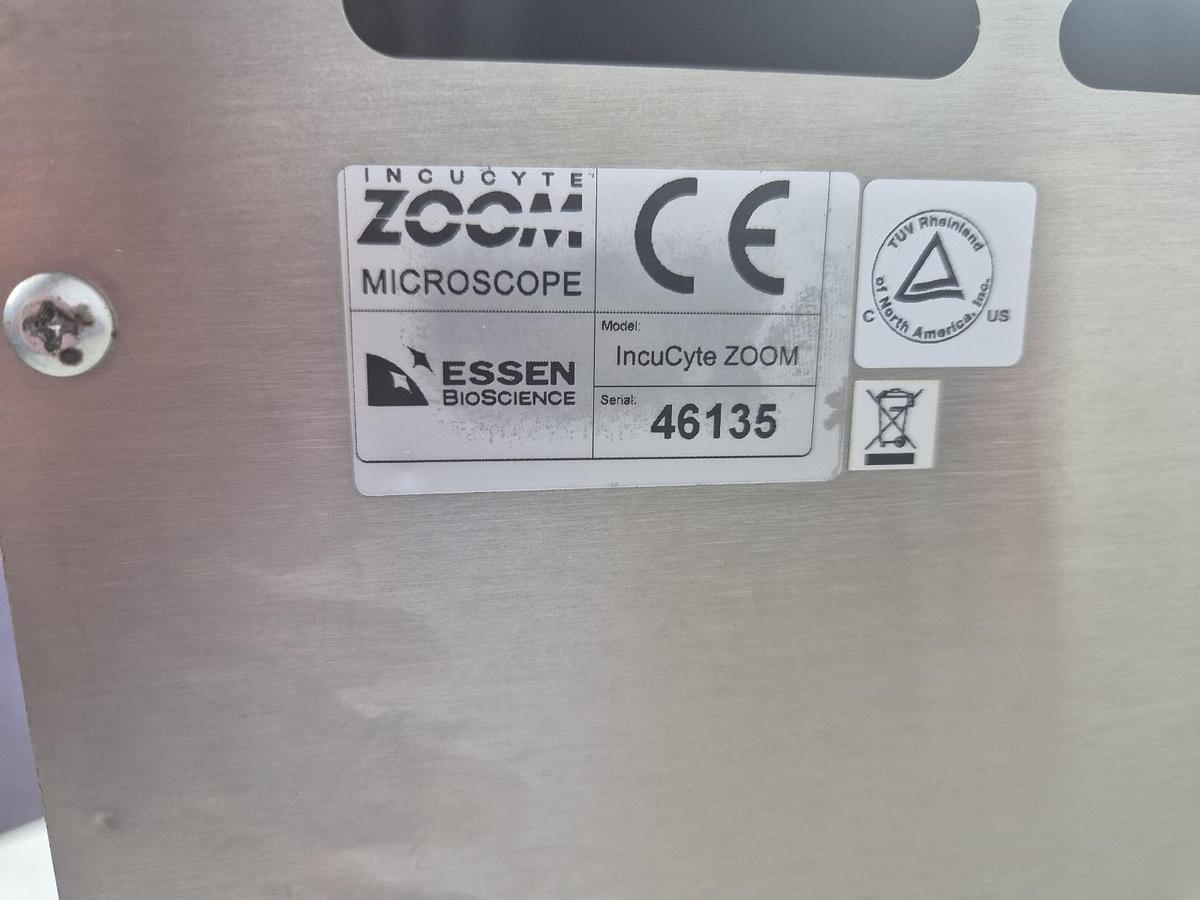 INCUCYTE
ZOOM
MICROSCOPE
CE
ESSEN
BIOSCIENCE
Model:
IncuCyte ZOOM
Serial:
46135
TUV Rheinland
of North America, Inc.
C US